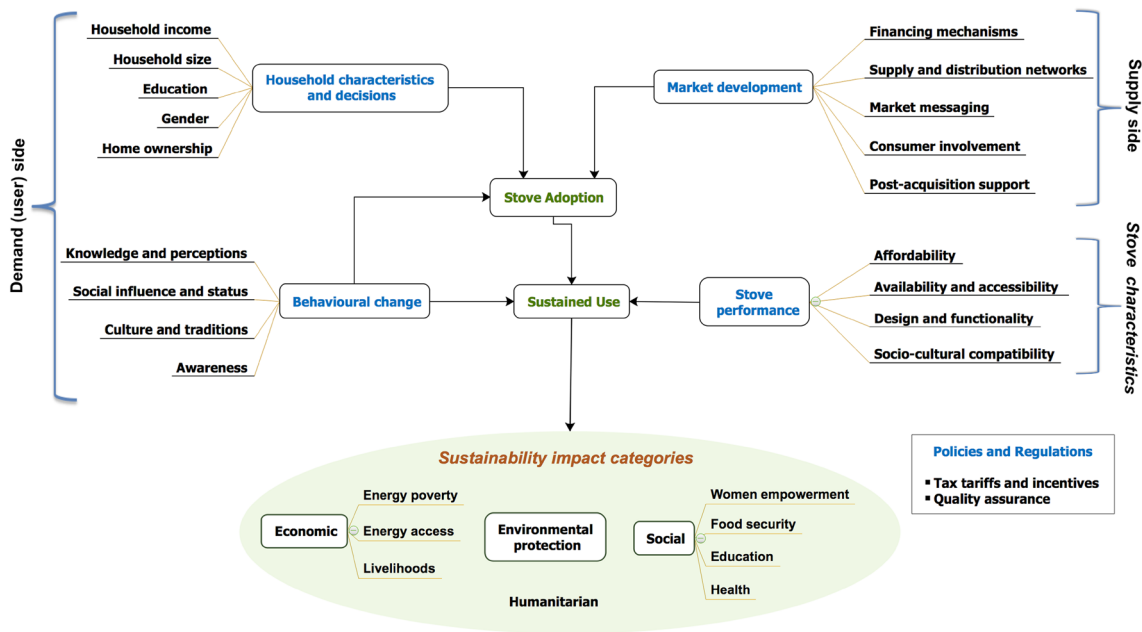 Demand (user) side
Household income
Household size
Education
Gender
Home ownership
Household characteristics
and decisions
Market development
Financing mechanisms
Supply and distribution networks
Market messaging
Consumer involvement
Post-acquisition support
Supply side
Stove Adoption
Knowledge and perceptions
Social influence and status
Culture and traditions
Awareness
Behavioural change
Sustained Use
Stove
performance
Affordability
Availability and accessibility
Design and functionality
Socio-cultural compatibility
Stove characteristics
Sustainability impact categories
Economic
Energy poverty
Energy access
Livelihoods
Environmental
protection
Social
Women empowerment
Food security
Education
Health
Humanitarian
Policies and Regulations
▪ Tax tariffs and incentives
▪ Quality assurance